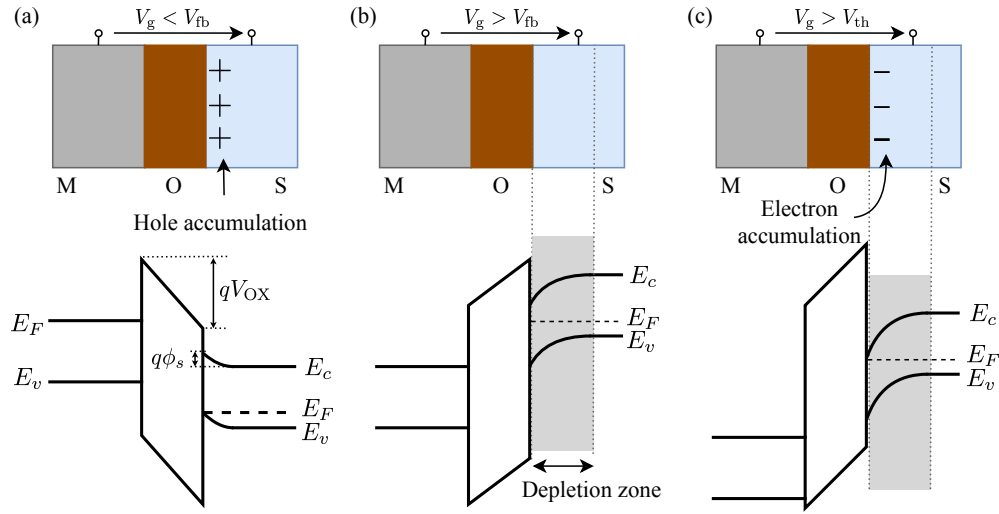 (a)
V_g < V_fb
+
+
+
M
O
S
Hole accumulation
qV_OX
E_F
qϕ_s
E_v
E_c
E_F
E_v
(b)
V_g > V_fb
M
O
S
E_c
E_F
E_v
Depletion zone
(c)
V_g > V_th
−
−
−
M
O
S
Electron
accumulation
E_c
E_F
E_v